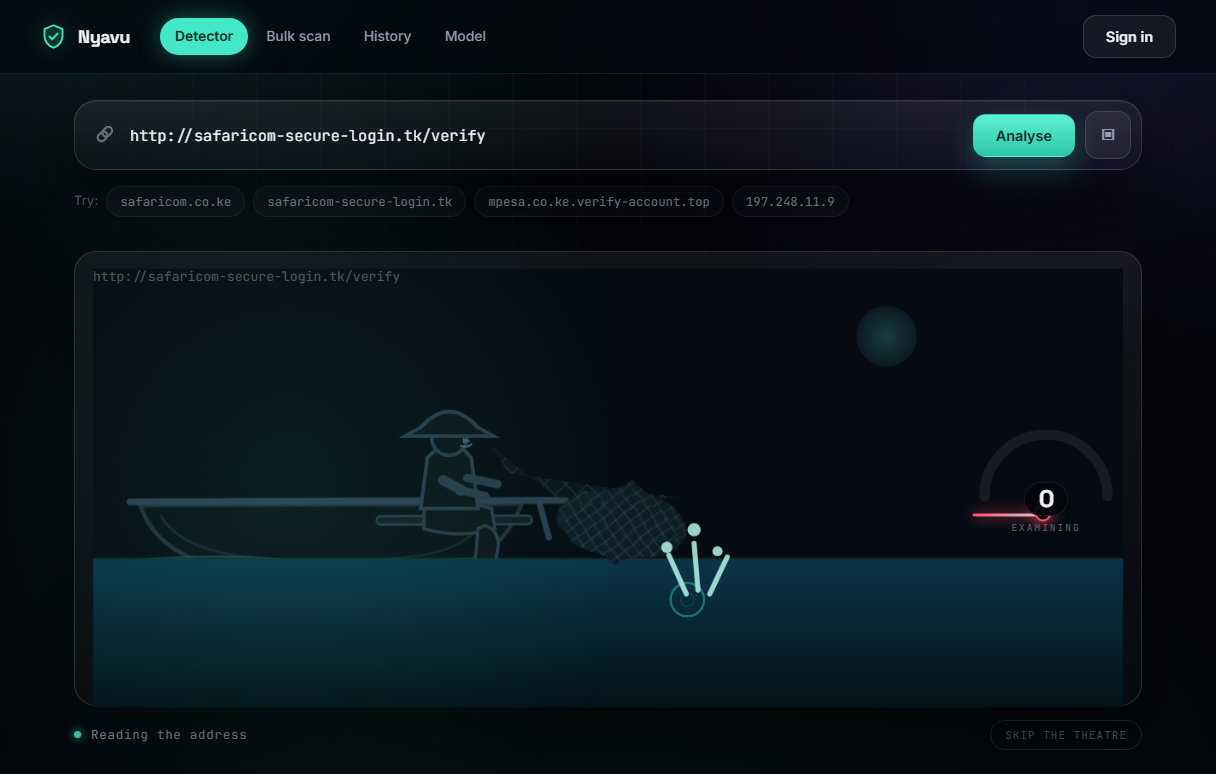 Nyavu
Detector
Bulk scan
History
Model
Sign in
http://safaricom-secure-login.tk/verify
Analyse
Try:
safaricom.co.ke
safaricom-secure-login.tk
mpesa.co.ke.verify-account.top
197.248.11.9
http://safaricom-secure-login.tk/verify
0
EXAMINING
Reading the address
SKIP THE THEATRE